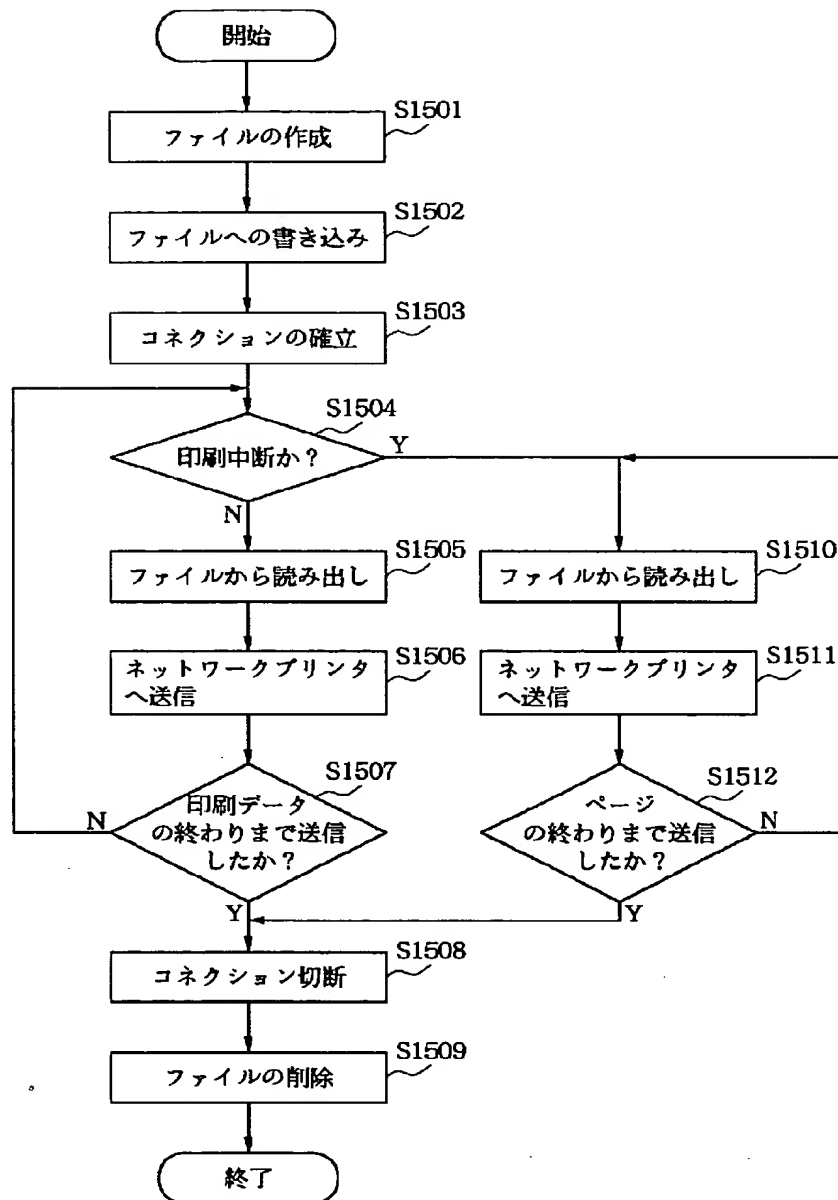 開始
S1501
ファイルの作成
S1502
ファイルへの書き込み
S1503
コネクションの確立
S1504
印刷中断か?
Y
N
S1505
ファイルから読み出し
S1510
ファイルから読み出し
S1506
ネットワークプリンタ
へ送信
S1511
ネットワークプリンタ
へ送信
S1507
印刷データ
の終わりまで送信
したか?
N
Y
S1512
ページ
の終わりまで送信
したか?
N
Y
S1508
コネクション切断
S1509
ファイルの削除
終了